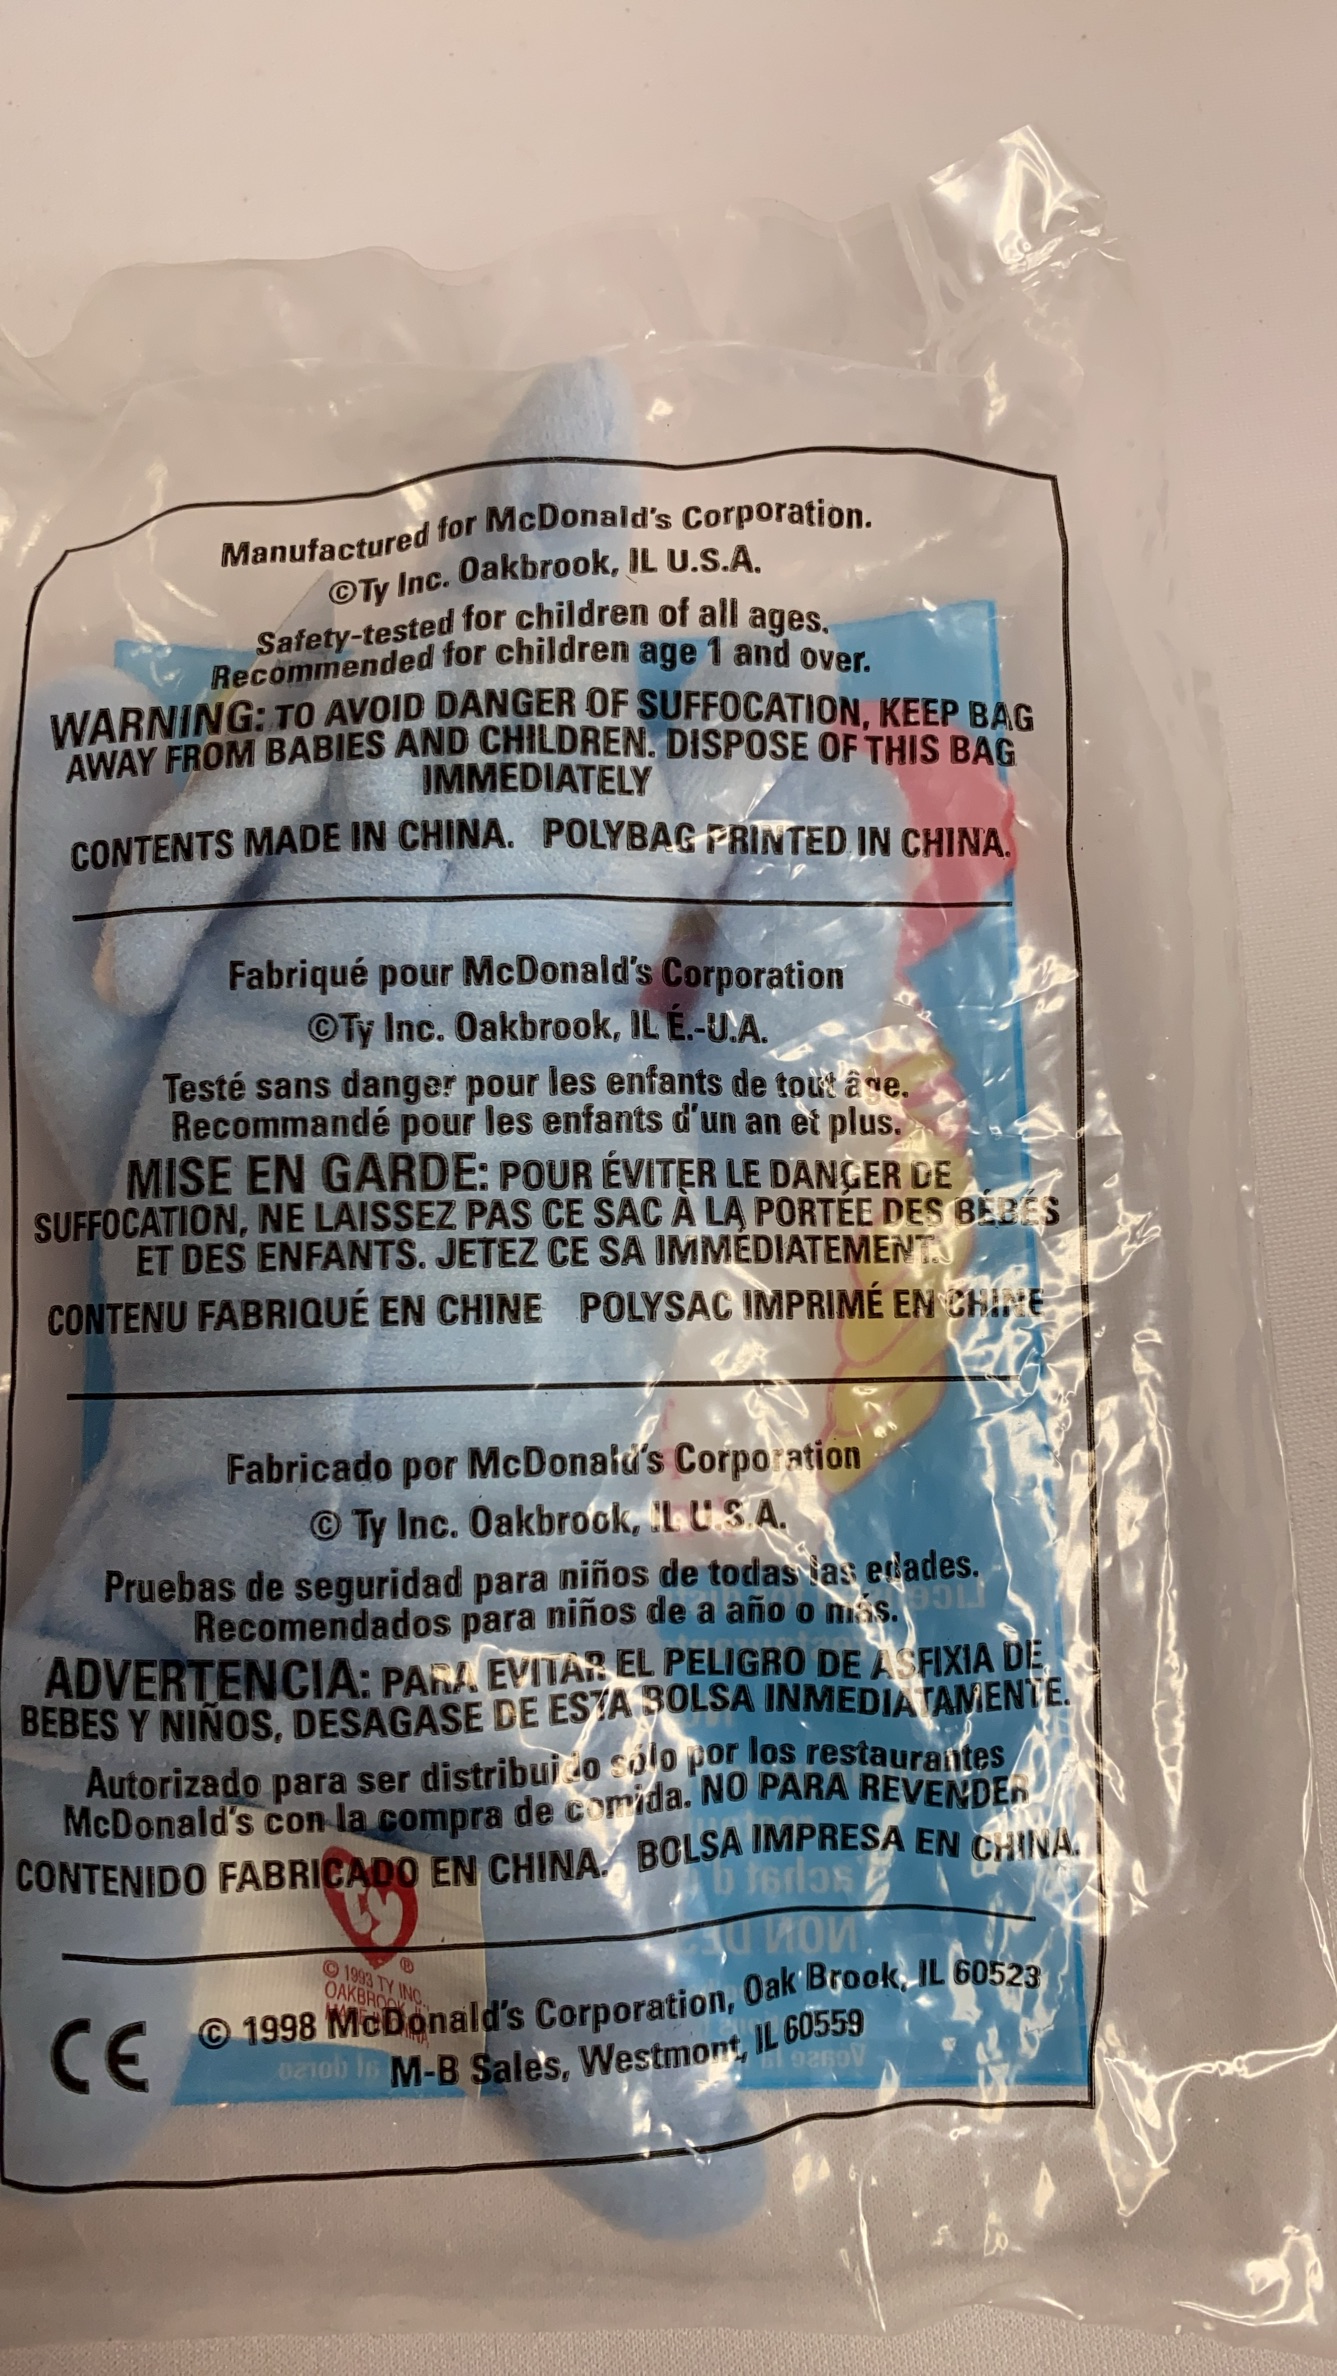 Manufactured for McDonald's Corporation.
©Ty Inc. Oakbrook, IL U.S.A.
Safety-tested for children of all ages.
Recommended for children age 1 and over.
WARNING: TO AVOID DANGER OF SUFFOCATION, KEEP BAG
AWAY FROM BABIES AND CHILDREN. DISPOSE OF THIS BAG
IMMEDIATELY
CONTENTS MADE IN CHINA. POLYBAG PRINTED IN CHINA.
Fabriqué pour McDonald's Corporation
©Ty Inc. Oakbrook, IL É.-U.A.
Testé sans danger pour les enfants de tout âge.
Recommandé pour les enfants d'un an et plus.
MISE EN GARDE: POUR ÉVITER LE DANGER DE
SUFFOCATION, NE LAISSEZ PAS CE SAC À LA PORTÉE DES BÉBÉS
ET DES ENFANTS. JETEZ CE SA IMMÉDIATEMENT.
CONTENU FABRIQUÉ EN CHINE POLYSAC IMPRIMÉ EN CHINE
Fabricado por McDonald's Corporation
© Ty Inc. Oakbrook, IL U.S.A.
Pruebas de seguridad para niños de todas las edades.
Recomendados para niños de a año o más.
ADVERTENCIA: PARA EVITAR EL PELIGRO DE ASFIXIA DE
BEBES Y NIÑOS, DESAGASE DE ESTA BOLSA INMEDIATAMENTE.
Autorizado para ser distribuido sólo por los restaurantes
McDonald's con la compra de comida. NO PARA REVENDER
CONTENIDO FABRICADO EN CHINA. BOLSA IMPRESA EN CHINA.
ty
®
© 1993 TY INC.,
OAKBROOK
CE © 1998 McDonald's Corporation, Oak Brook, IL 60523
M-B Sales, Westmont, IL 60559